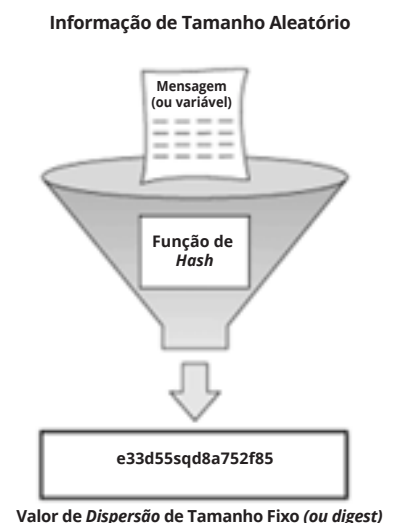 Informação de Tamanho Aleatório
Mensagem
(ou variável)
Função de
Hash
e33d55sqd8a752f85
Valor de Dispersão de Tamanho Fixo (ou digest)